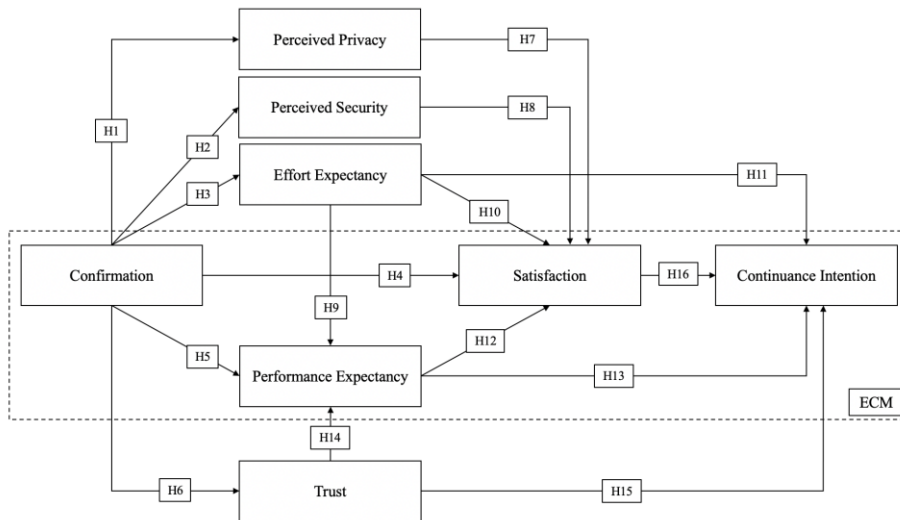 Perceived Privacy
H7
Perceived Security
H8
H1
H2
Effort Expectancy
H11
H3
H10
Confirmation
H4
Satisfaction
H16
Continuance Intention
H9
H5
H12
Performance Expectancy
H13
ECM
H14
H6
Trust
H15